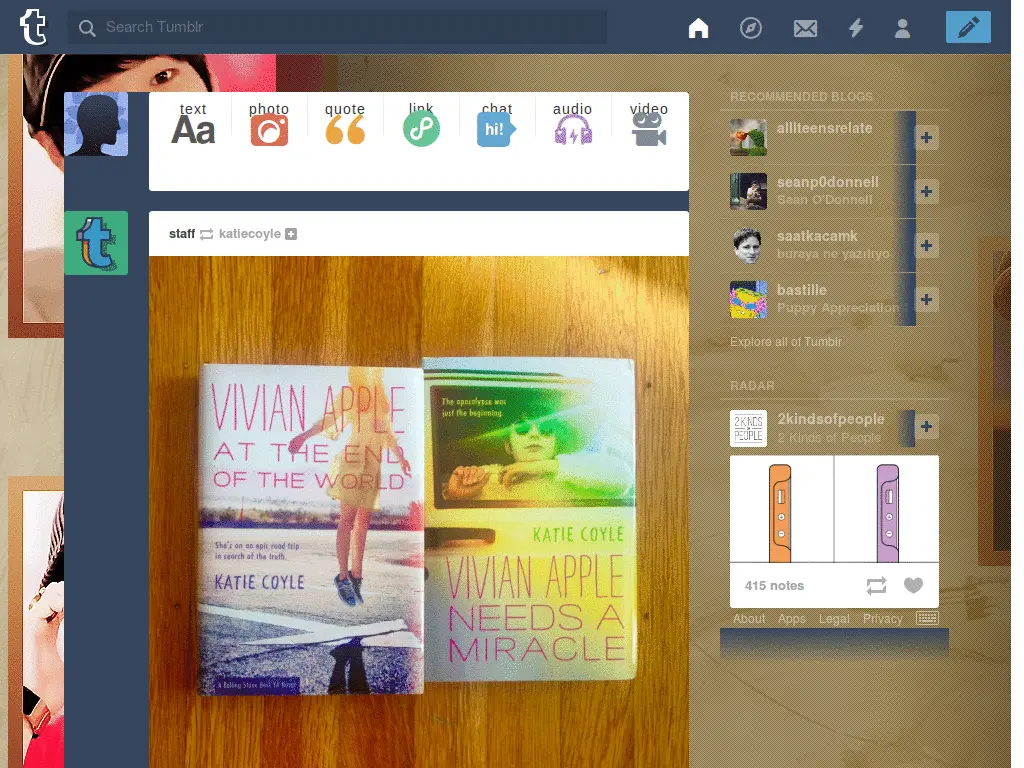 Search Tumblr
text
photo
quote
link
chat
audio
video
Aa
hi!
staff katiecoyle
VIVIAN APPLE
AT THE END
OF THE WORLD
She's on an epic road trip
in search of the truth.
KATIE COYLE
A Rolling Stone Best YA Novel
The apocalypse was
just the beginning.
KATIE COYLE
VIVIAN APPLE
NEEDS A
MIRACLE
RECOMMENDED BLOGS
allteensrelate
seanp0donnell
Sean O'Donnell
saatkacamk
buraya ne yazılıyo
bastille
Puppy Appreciation
Explore all of Tumblr
RADAR
2kindsofpeople
2 Kinds of People
2 KINDS
OF
PEOPLE
415 notes
About Apps Legal Privacy